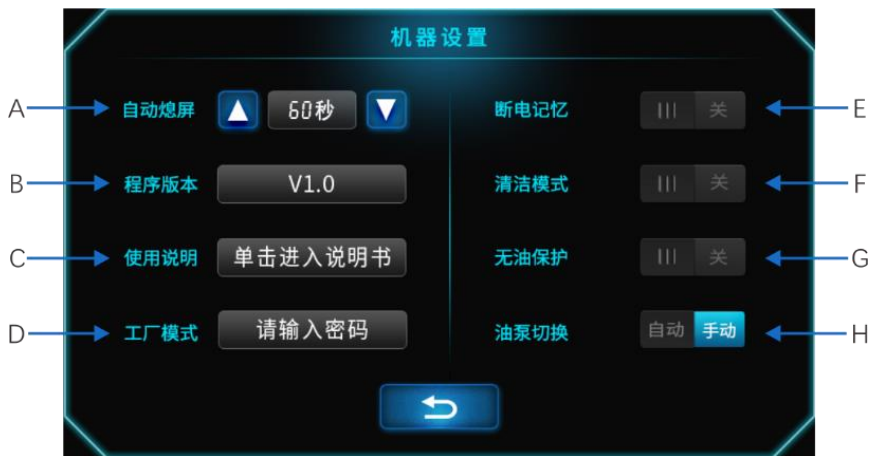 机器设置
A 自动熄屏 60秒 断电记忆 关 E
B 程序版本 V1.0 清洁模式 关 F
C 使用说明 单击进入说明书 无油保护 关 G
D 工厂模式 请输入密码 油泵切换 自动 手动 H